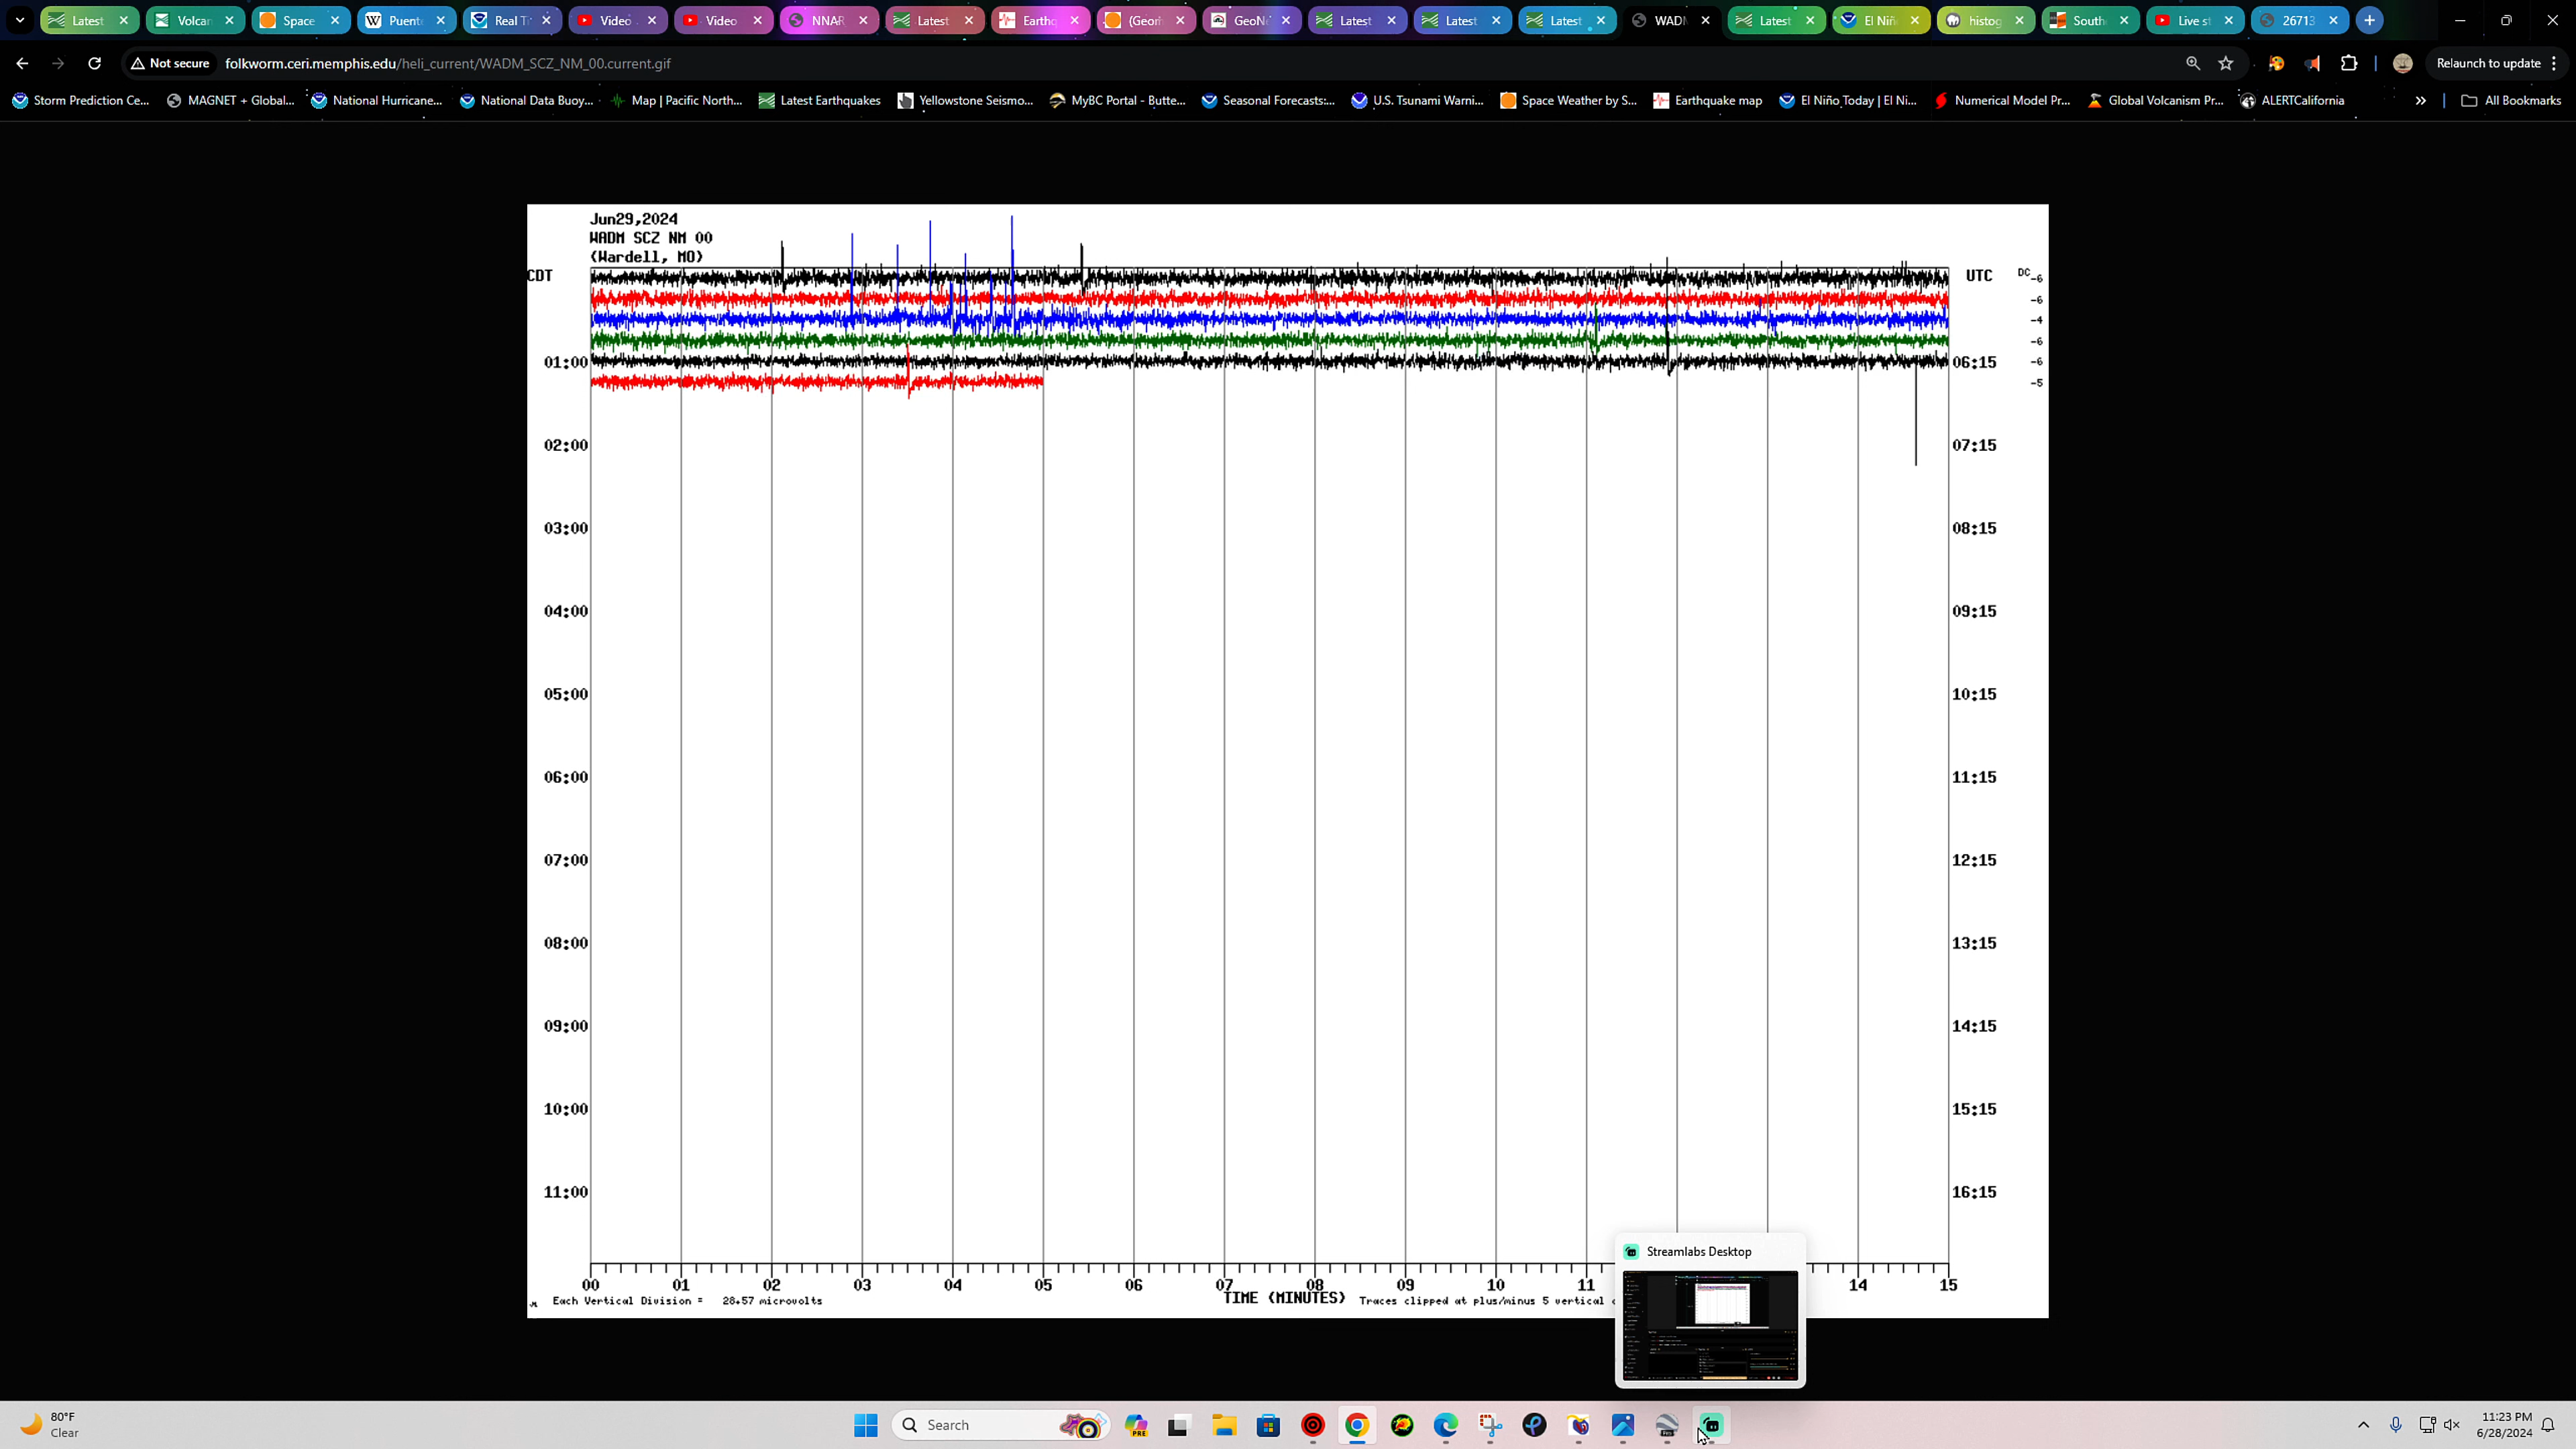 Latest
Volcan
Space
Puent
Real Ti
Video
Video
NNAR
Latest
Earthq
(Georh
GeoNe
Latest
Latest
Latest
WADM
Latest
El Niñ
histog
South
Live st
26713
Not secure
folkworm.ceri.memphis.edu/heli_current/WADM_SCZ_NM_00.current.gif
Relaunch to update
Storm Prediction Ce...
MAGNET + Global...
National Hurricane...
National Data Buoy...
Map | Pacific North...
Latest Earthquakes
Yellowstone Seismo...
MyBC Portal - Butte...
Seasonal Forecasts:...
U.S. Tsunami Warni...
Space Weather by S...
Earthquake map
El Niño Today | El Ni...
Numerical Model Pr...
Global Volcanism Pr...
ALERTCalifornia
All Bookmarks
Jun29,2024
WADM SCZ NM 00
(Wardell, MO)
CDT
UTC
DC
-6
-6
-4
-6
01:00
06:15
-6
-5
02:00
07:15
03:00
08:15
04:00
09:15
05:00
10:15
06:00
11:15
07:00
12:15
08:00
13:15
09:00
14:15
10:00
15:15
11:00
16:15
Streamlabs Desktop
00 01 02 03 04 05 06 07 08 09 10 11 14 15
TIME (MINUTES)
Each Vertical Division = 28.57 microvolts
Traces clipped at plus/minus 5 vertical
80°F
Clear
Search
PRE
11:23 PM
6/28/2024